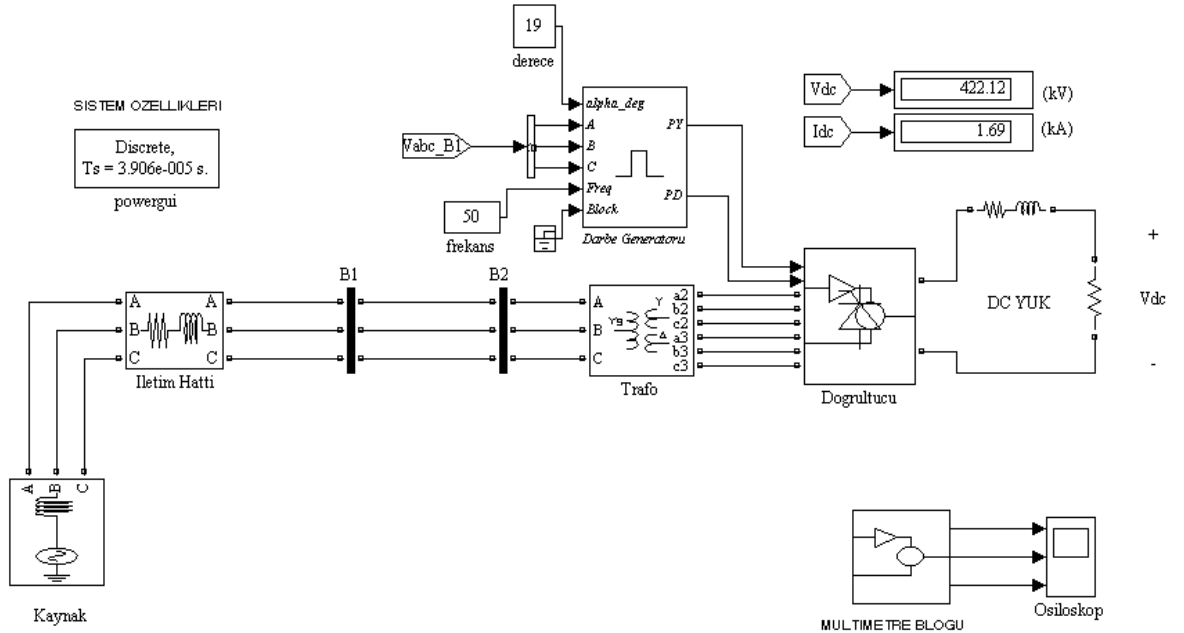 19
derece
SISTEM OZELLIKLERI
Discrete,
Ts = 3.906e-005 s.
powergui
Vabc_B1
50
frekans
alpha_deg
A
B
C
Freq
Block
PY
PD
Darbe Generatoru
Vdc
422.12
(kV)
Idc
1.69
(kA)
B1
B2
A
B
C
A
B
C
Iletim Hatti
A
B
C
Yg
Y
Δ
a2
b2
c2
a3
b3
c3
Trafo
Dogrultucu
DC YUK
+
Vdc
-
A
B
C
Kaynak
MULTIMETRE BLOGU
Osiloskop